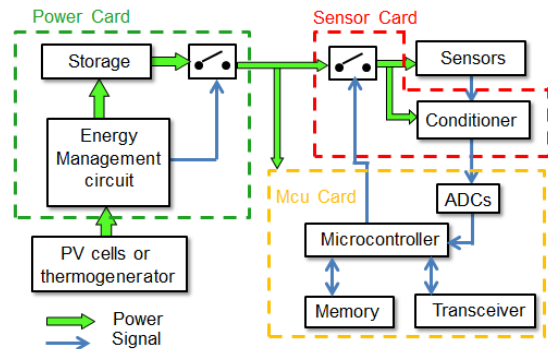 Power Card
Sensor Card
Storage
Sensors
Energy
Management
circuit
Conditioner
Mcu Card
ADCs
Microcontroller
PV cells or
thermogenerator
Memory
Transceiver
Power
Signal